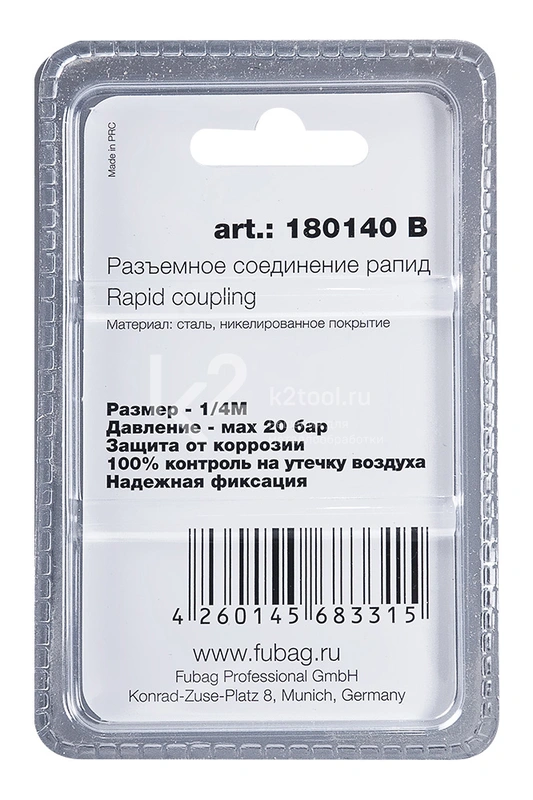 Made in PRC
art.: 180140 B
Разъемное соединение рапид
Rapid coupling
Материал: сталь, никелированное покрытие
k2
k2tool.ru
Размер - 1/4M
Давление - мах 20 бар
Защита от коррозии
100% контроль на утечку воздуха
Надежная фиксация
4 260145 683315
www.fubag.ru
Fubag Professional GmbH
Konrad-Zuse-Platz 8, Munich, Germany